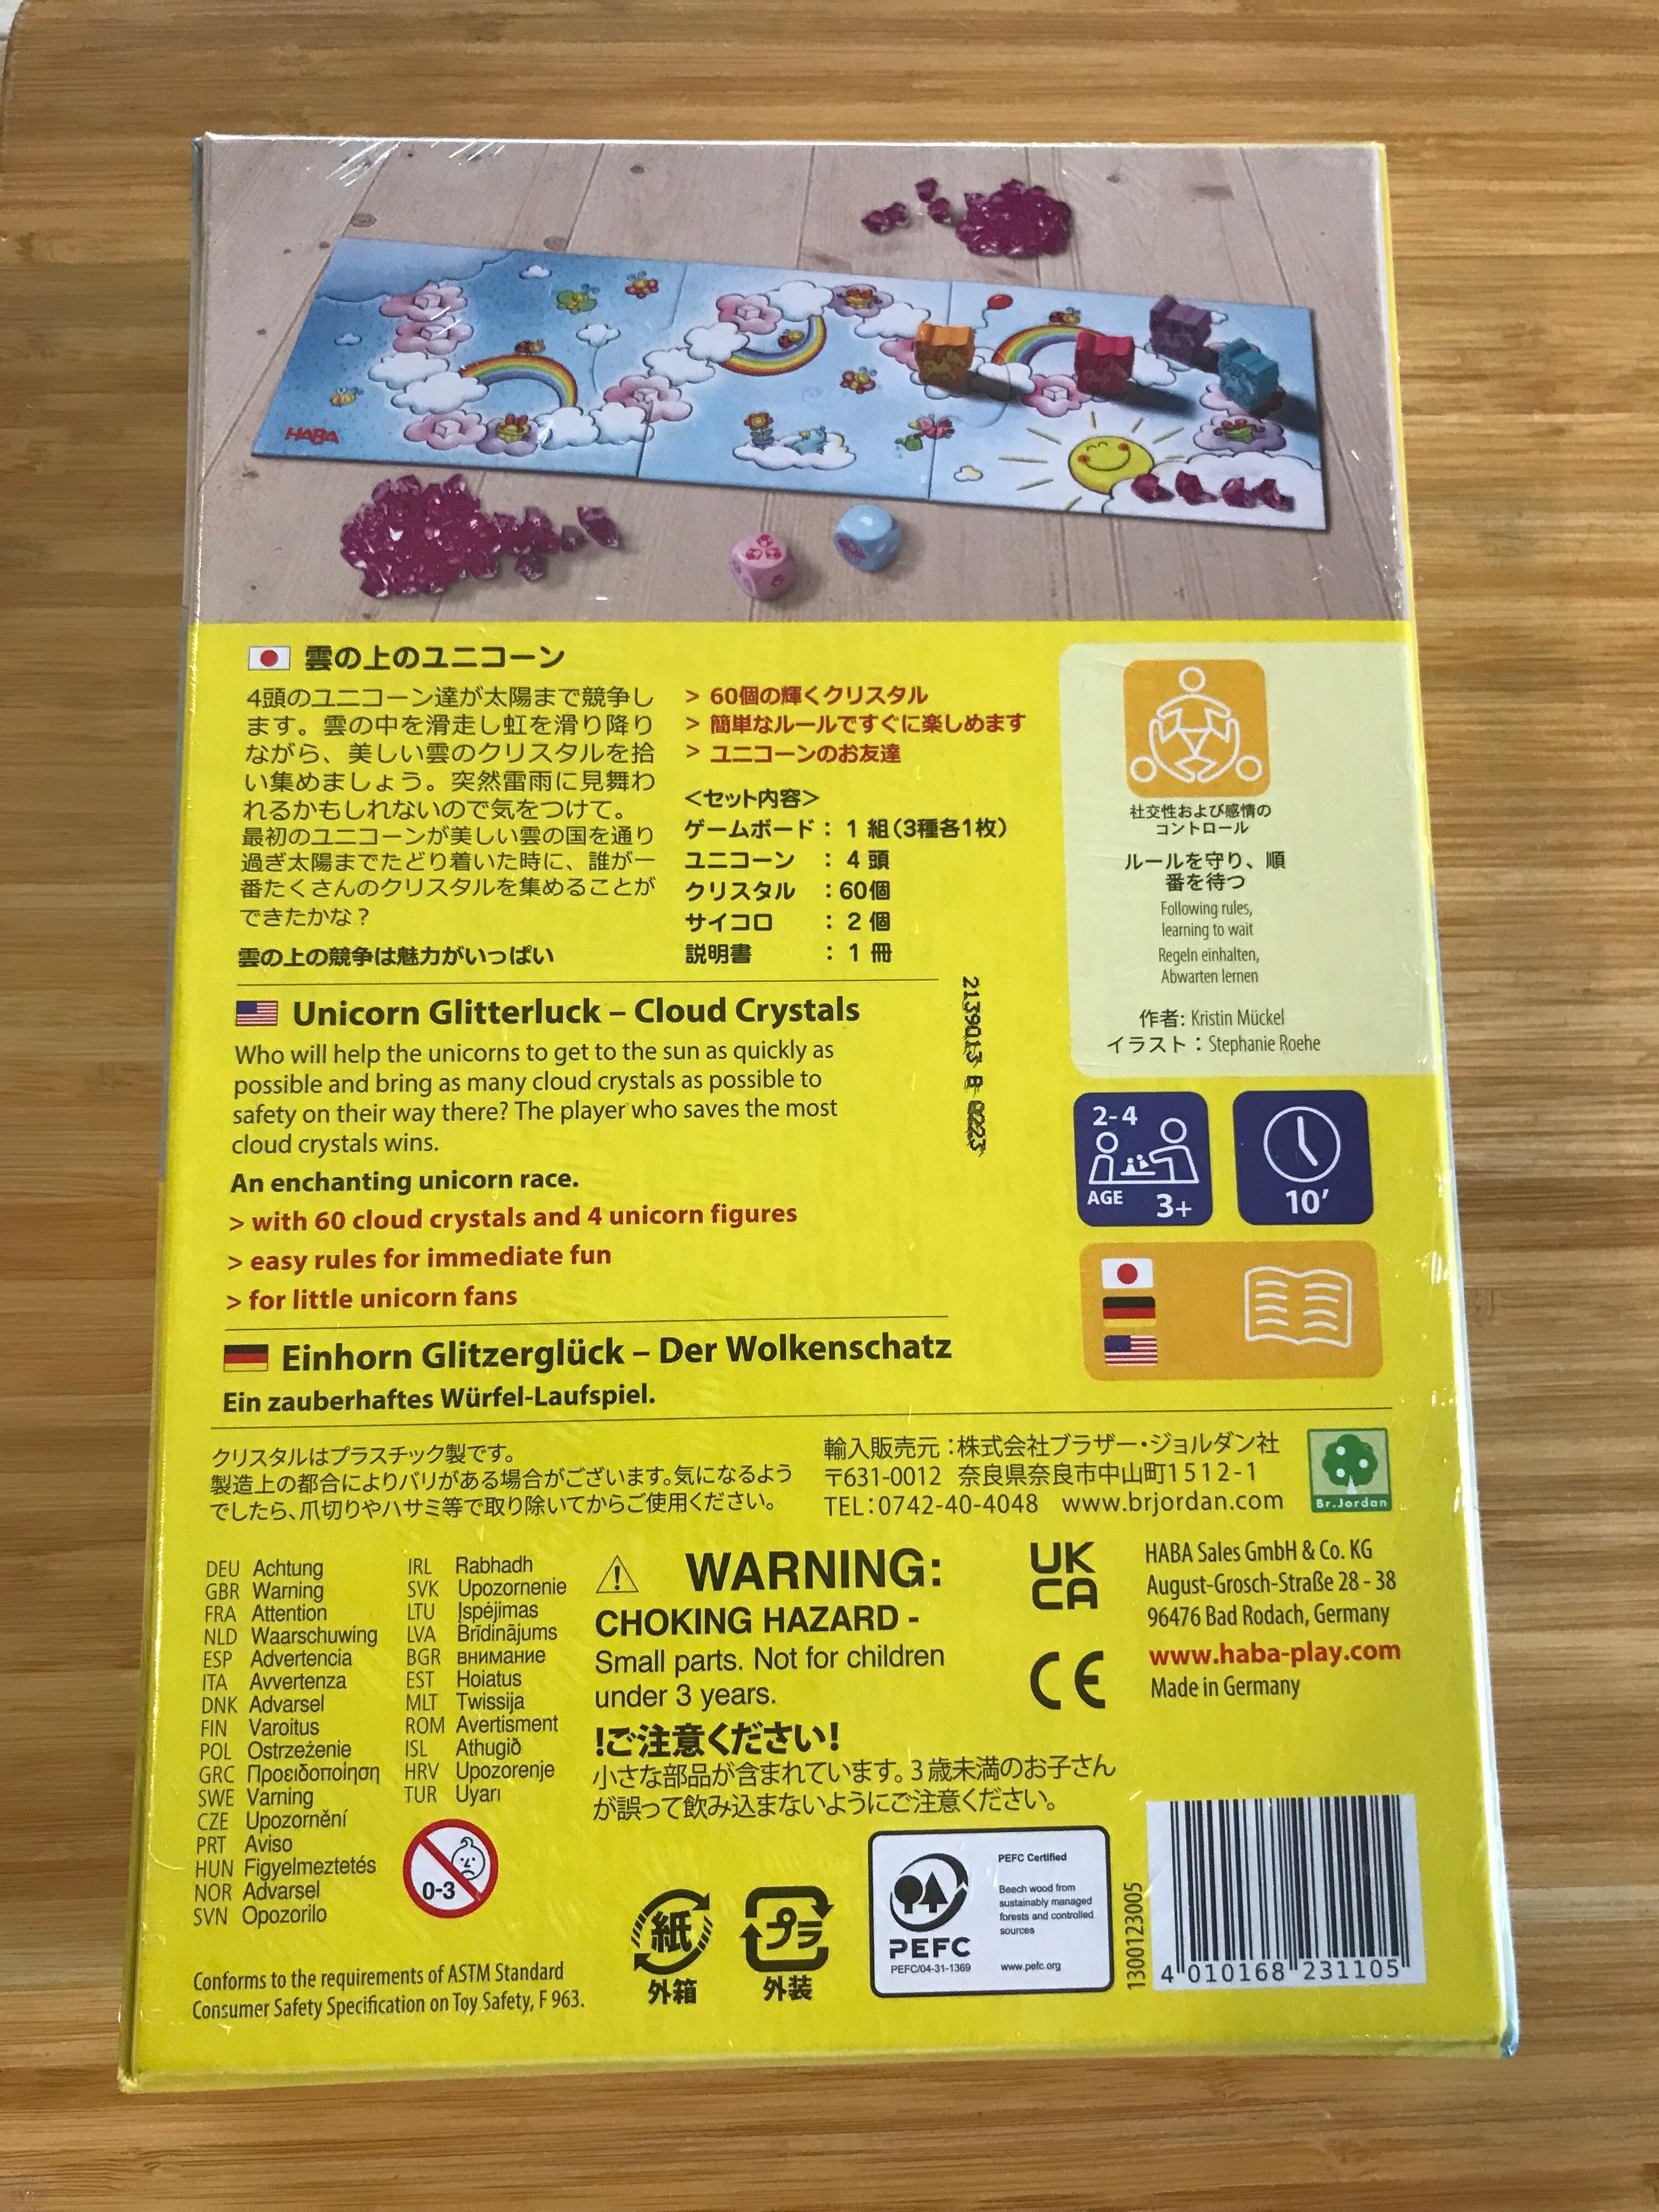 HABA
雲の上のユニコーン
4頭のユニコーン達が太陽まで競争し
ます。雲の中を滑走し虹を滑り降り
ながら、美しい雲のクリスタルを拾
い集めましょう。突然雷雨に見舞わ
れるかもしれないので気をつけて。
最初のユニコーンが美しい雲の国を通り
過ぎ太陽までたどり着いた時に、誰が一
番たくさんのクリスタルを集めることが
できたかな？
雲の上の競争は魅力がいっぱい
> 60個の輝くクリスタル
> 簡単なルールですぐに楽しめます
> ユニコーンのお友達
＜セット内容＞
ゲームボード：１組（3種各1枚）
ユニコーン ：４頭
クリスタル ：60個
サイコロ ：２個
説明書 ：１冊
社交性および感情の
コントロール
ルールを守り、順
番を待つ
Following rules,
learning to wait
Regeln einhalten,
Abwarten lernen
作者: Kristin Mückel
イラスト：Stephanie Roehe
Unicorn Glitterluck – Cloud Crystals
Who will help the unicorns to get to the sun as quickly as
possible and bring as many cloud crystals as possible to
safety on their way there? The player who saves the most
cloud crystals wins.
An enchanting unicorn race.
> with 60 cloud crystals and 4 unicorn figures
> easy rules for immediate fun
> for little unicorn fans
2-4
AGE 3+
10’
Einhorn Glitzerglück – Der Wolkenschatz
Ein zauberhaftes Würfel-Laufspiel.
クリスタルはプラスチック製です。
製造上の都合によりバリがある場合がございます。気になるよう
でしたら、爪切りやハサミ等で取り除いてからご使用ください。
輸入販売元：株式会社ブラザー・ジョルダン社
〒631-0012 奈良県奈良市中山町1512-1
TEL：0742-40-4048 www.brjordan.com
Br.Jordan
DEU Achtung
GBR Warning
FRA Attention
NLD Waarschuwing
ESP Advertencia
ITA Avvertenza
DNK Advarsel
FIN Varoitus
POL Ostrzeżenie
GRC Προειδοποίηση
SWE Varning
CZE Upozornění
PRT Aviso
HUN Figyelmeztetés
NOR Advarsel
SVN Opozorilo
IRL Rabhadh
SVK Upozornenie
LTU Įspėjimas
LVA Brīdinājums
BGR внимание
EST Hoiatus
MLT Twissija
ROM Avertisment
ISL Athugið
HRV Upozorenje
TUR Uyarı
0-3
WARNING:
CHOKING HAZARD -
Small parts. Not for children
under 3 years.
!ご注意ください!
小さな部品が含まれています。3歳未満のお子さん
が誤って飲み込まないようにご注意ください。
UK
CA
CE
HABA Sales GmbH & Co. KG
August-Grosch-Straße 28 - 38
96476 Bad Rodach, Germany
www.haba-play.com
Made in Germany
Conforms to the requirements of ASTM Standard
Consumer Safety Specification on Toy Safety, F 963.
紙
外箱
プラ
外装
PEFC
PEFC/04-31-1369
PEFC Certified
Beech wood from
sustainably managed
forests and controlled
sources
www.pefc.org
1300123005
4 010168 231105